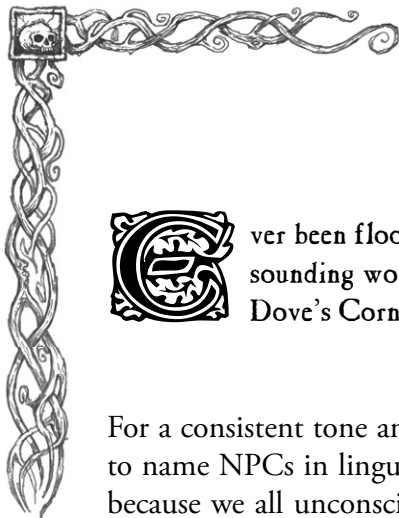 Ever been floo
sounding wo
Dove's Corn
For a consistent tone an
to name NPCs in lingu
because we all unconsci